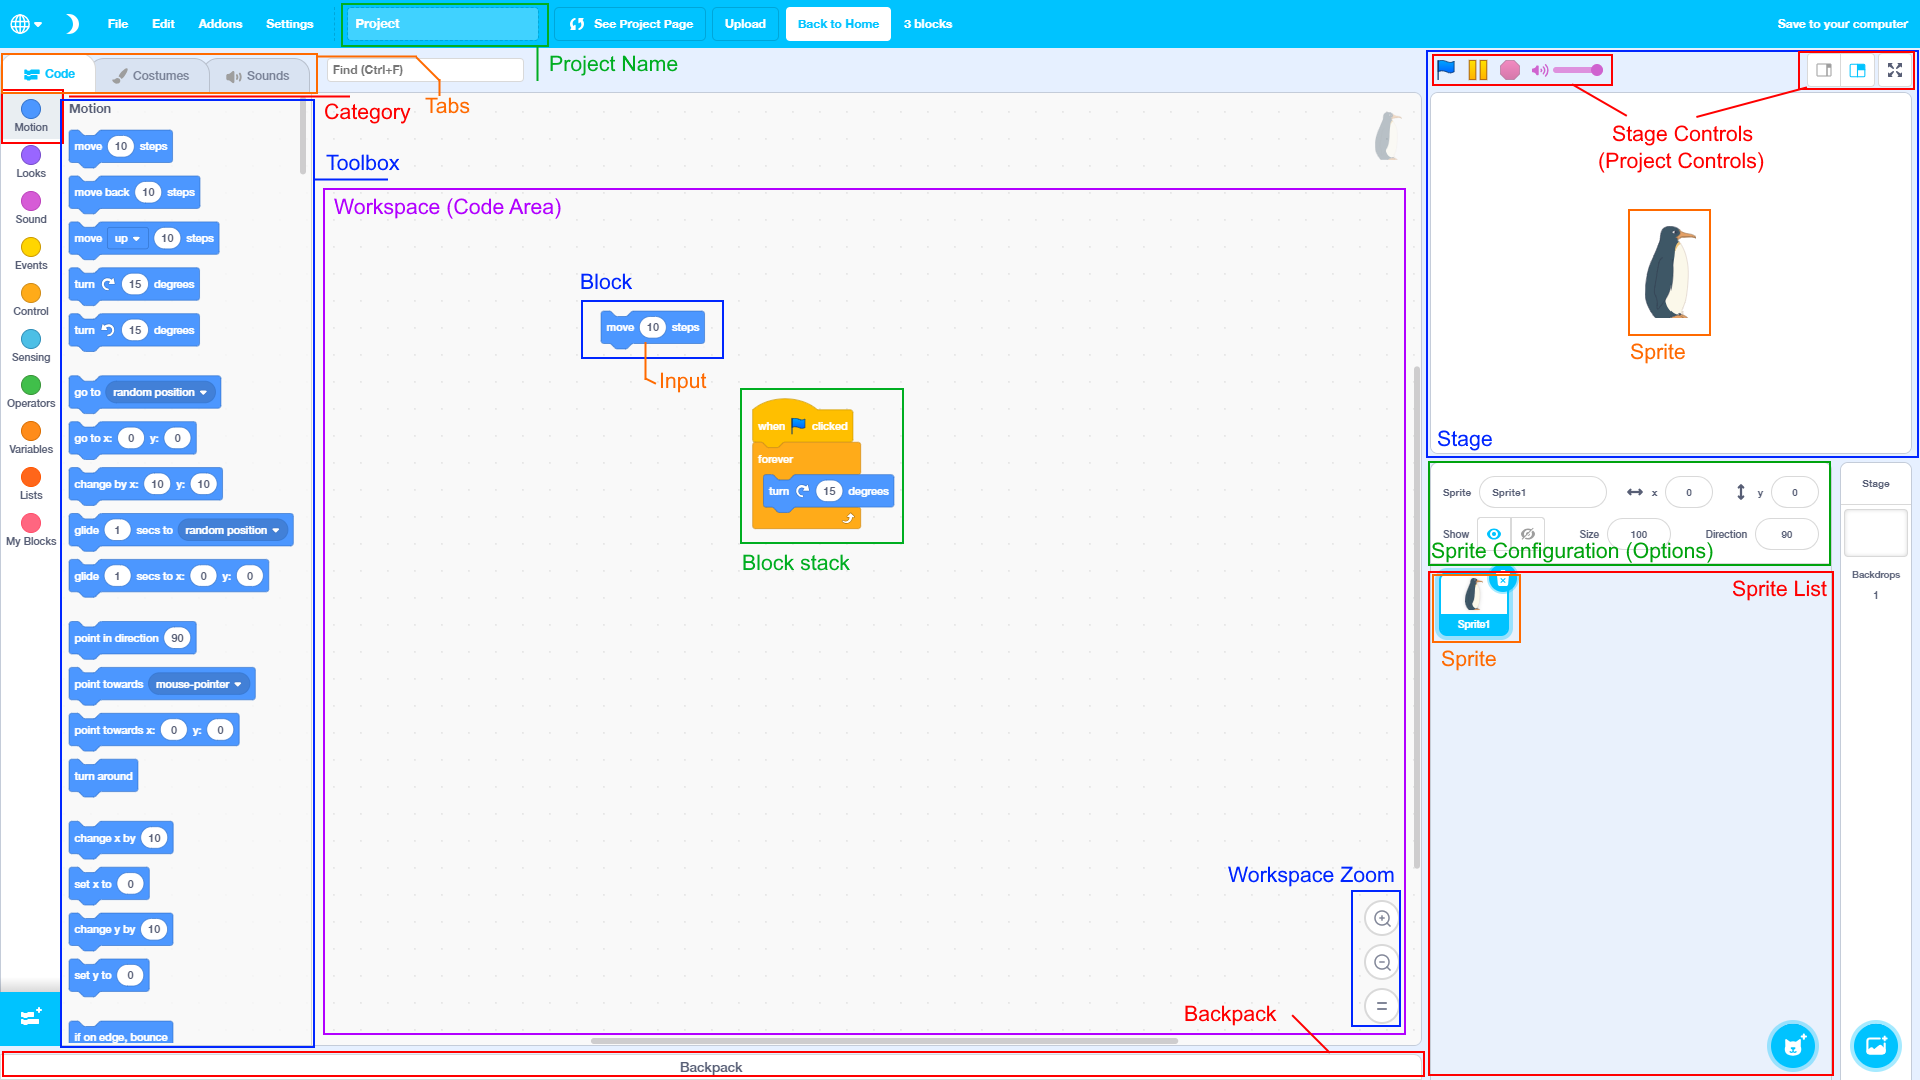 File Edit Addons Settings Project See Project Page Upload Back to Home 3 blocks Save to your computer
Code Costumes Sounds Find (Ctrl+F) Project Name
Tabs
Category
Toolbox
Motion
Looks
Sound
Events
Control
Sensing
Operators
Variables
Lists
My Blocks
Motion
move 10 steps
move back 10 steps
move up 10 steps
turn 15 degrees
turn 15 degrees
go to random position
go to x: 0 y: 0
change by x: 10 y: 10
glide 1 secs to random position
glide 1 secs to x: 0 y: 0
point in direction 90
point towards mouse-pointer
point towards x: 0 y: 0
turn around
change x by 10
set x to 0
change y by 10
set y to 0
if on edge, bounce
Workspace (Code Area)
Block
move 10 steps
Input
when clicked
forever
turn 15 degrees
Block stack
Workspace Zoom
Backpack
Backpack
Stage Controls
(Project Controls)
Sprite
Stage
Sprite Sprite1 x 0 y 0
Show Size 100 Direction 90
Sprite Configuration (Options)
Sprite List
Sprite1
Sprite
Stage
Backdrops
1